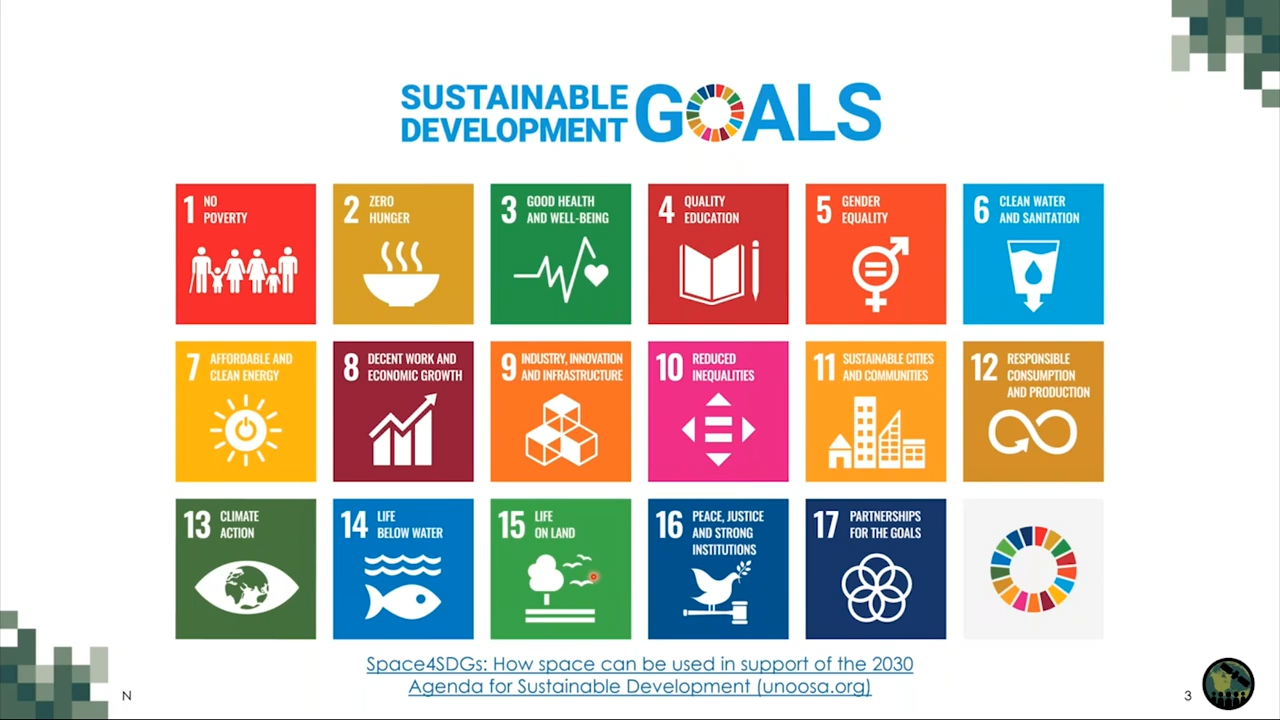 SUSTAINABLE
DEVELOPMENT
GOALS
1 NO
POVERTY
2 ZERO
HUNGER
3 GOOD HEALTH
AND WELL-BEING
4 QUALITY
EDUCATION
5 GENDER
EQUALITY
6 CLEAN WATER
AND SANITATION
7 AFFORDABLE AND
CLEAN ENERGY
8 DECENT WORK AND
ECONOMIC GROWTH
9 INDUSTRY, INNOVATION
AND INFRASTRUCTURE
10 REDUCED
INEQUALITIES
11 SUSTAINABLE CITIES
AND COMMUNITIES
12 RESPONSIBLE
CONSUMPTION
AND PRODUCTION
13 CLIMATE
ACTION
14 LIFE
BELOW WATER
15 LIFE
ON LAND
16 PEACE, JUSTICE
AND STRONG
INSTITUTIONS
17 PARTNERSHIPS
FOR THE GOALS
Space4SDGs: How space can be used in support of the 2030
Agenda for Sustainable Development (unoosa.org)
N
3